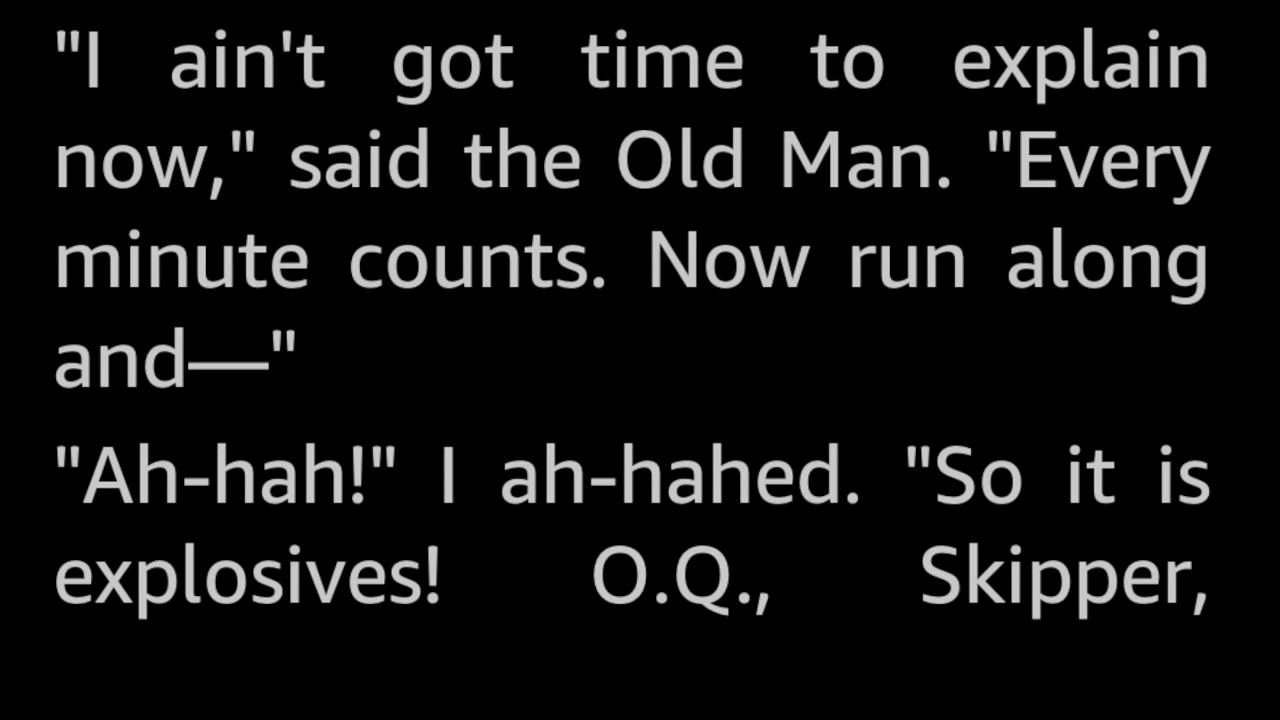 "I ain't got time to explain
now," said the Old Man. "Every
minute counts. Now run along
and—"
"Ah-hah!" I ah-hahed. "So it is
explosives! O.Q., Skipper,